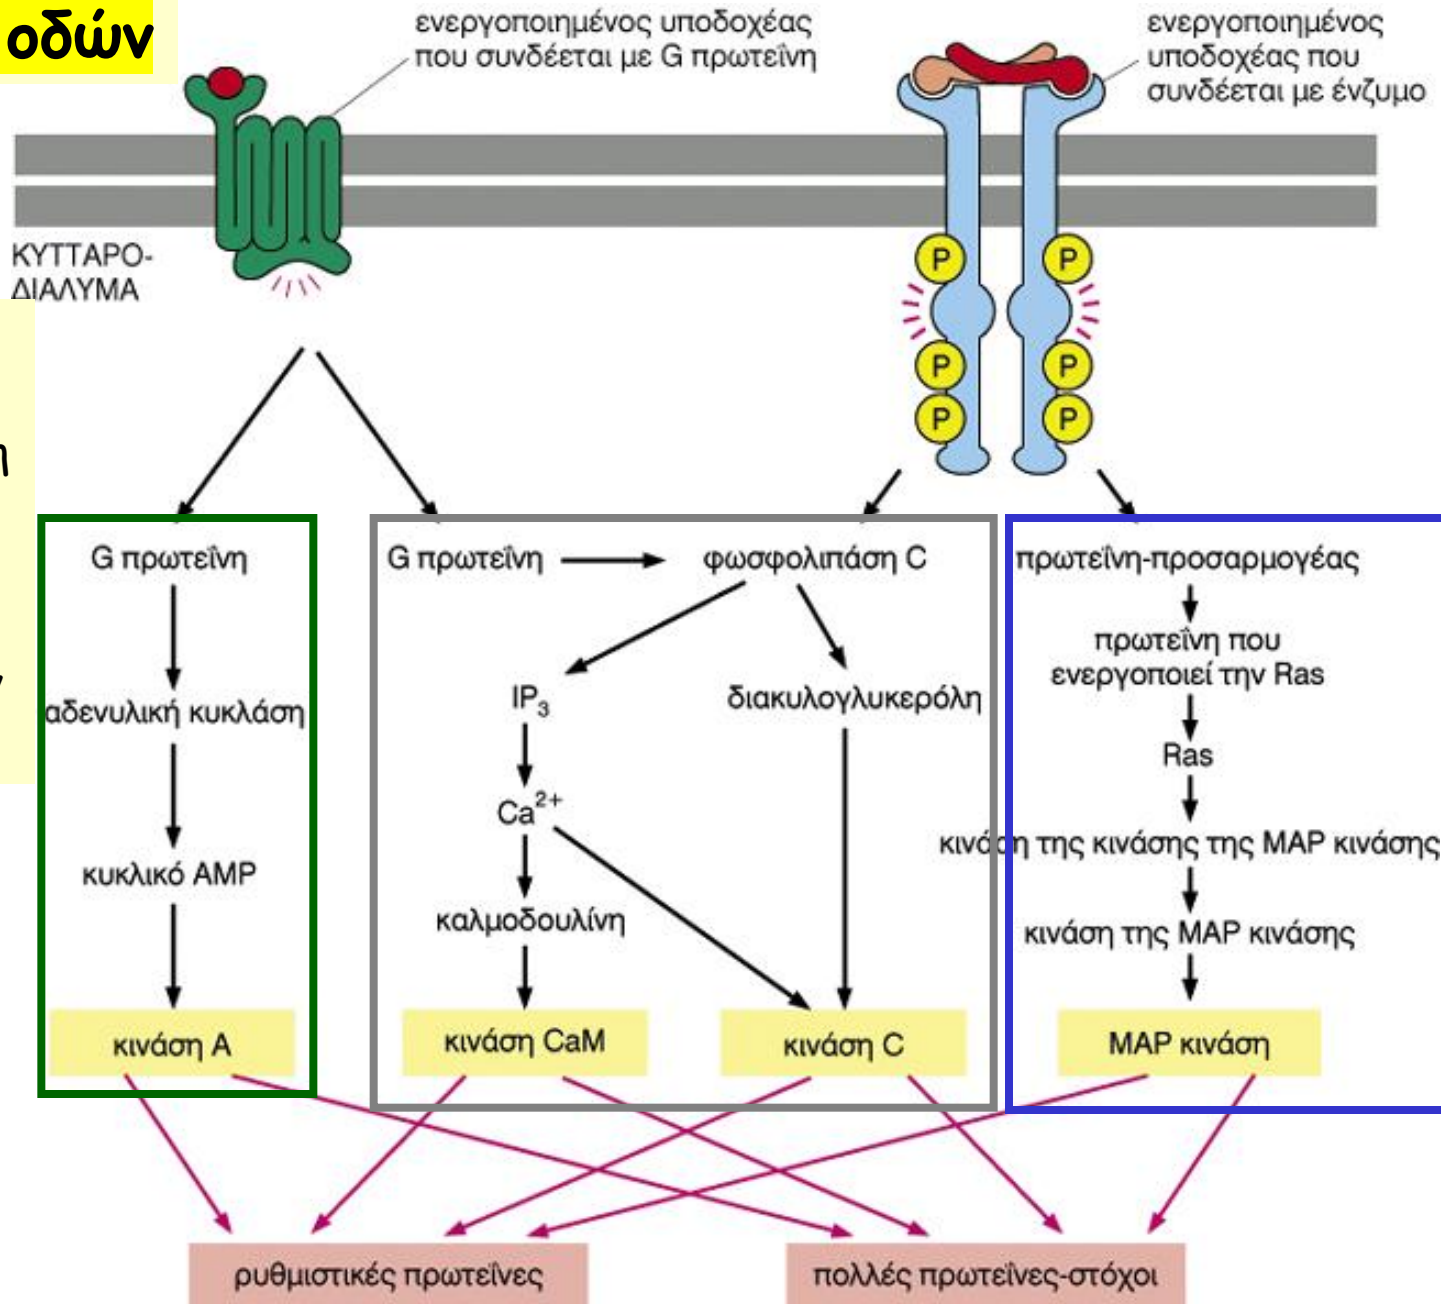 οδών
ενεργοποιημένος υποδοχέας
που συνδέεται με G πρωτεΐνη
ενεργοποιημένος
υποδοχέας που
συνδέεται με ένζυμο
ΚΥΤΤΑΡΟ-
ΔΙΑΛΥΜΑ
P P
P P
P P
η
G πρωτεΐνη
αδενυλική κυκλάση
κυκλικό AMP
κινάση A
G πρωτεΐνη φωσφολιπάση C
IP₃ διακυλογλυκερόλη
Ca²⁺
καλμοδουλίνη
κινάση CaM κινάση C
πρωτεΐνη-προσαρμογέας
πρωτεΐνη που
ενεργοποιεί την Ras
Ras
κινάση της κινάσης της MAP κινάσης
κινάση της MAP κινάσης
MAP κινάση
ρυθμιστικές πρωτεΐνες πολλές πρωτεΐνες-στόχοι